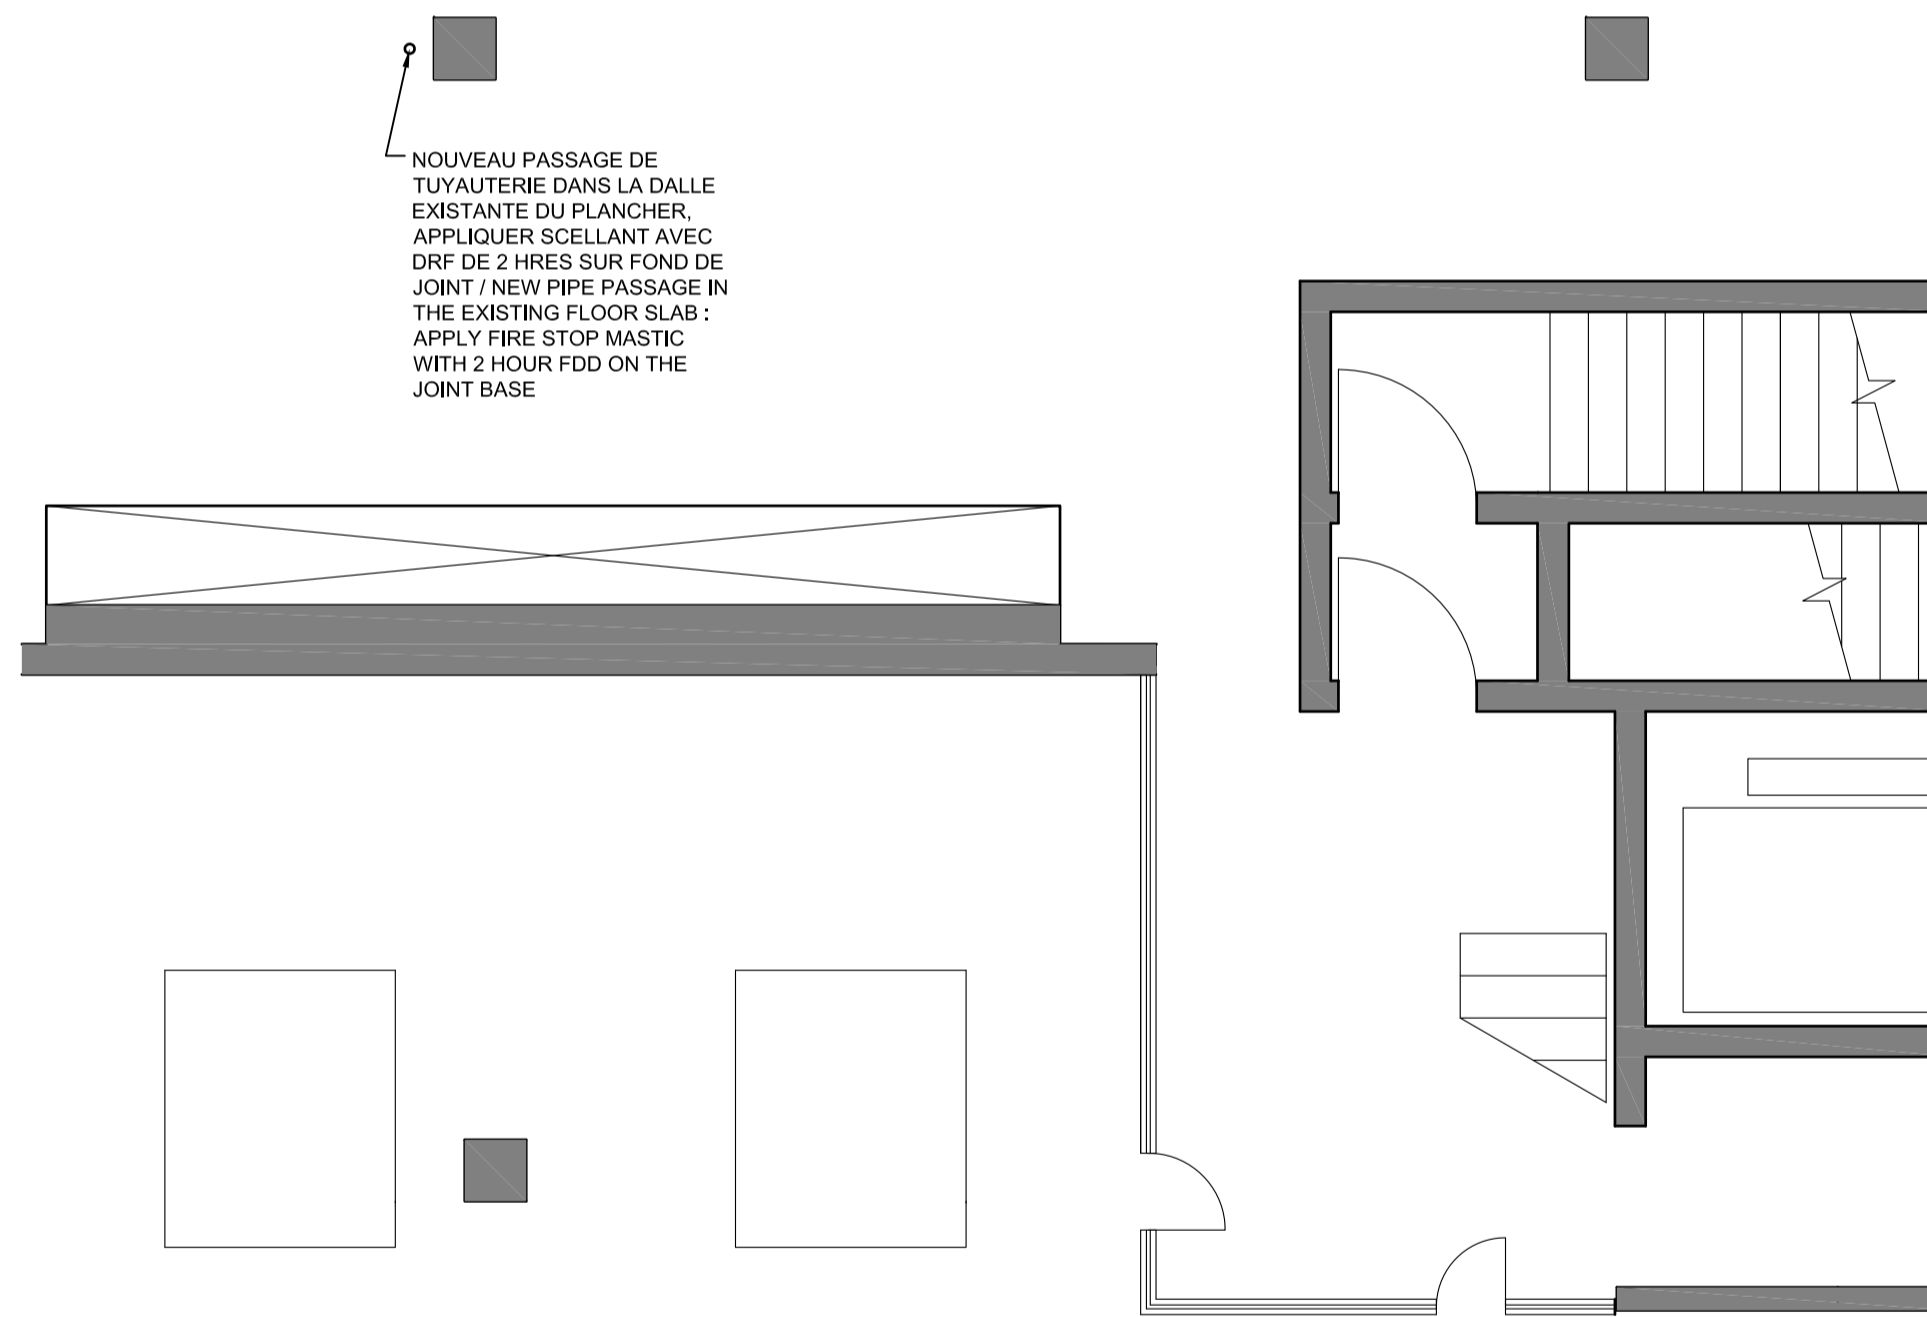 NOUVEAU PASSAGE DE
TUYAUTERIE DANS LA DALLE
EXISTANTE DU PLANCHER,
APPLIQUER SCELLANT AVEC
DRF DE 2 HRES SUR FOND DE
JOINT / NEW PIPE PASSAGE IN
THE EXISTING FLOOR SLAB :
APPLY FIRE STOP MASTIC
WITH 2 HOUR FDD ON THE
JOINT BASE